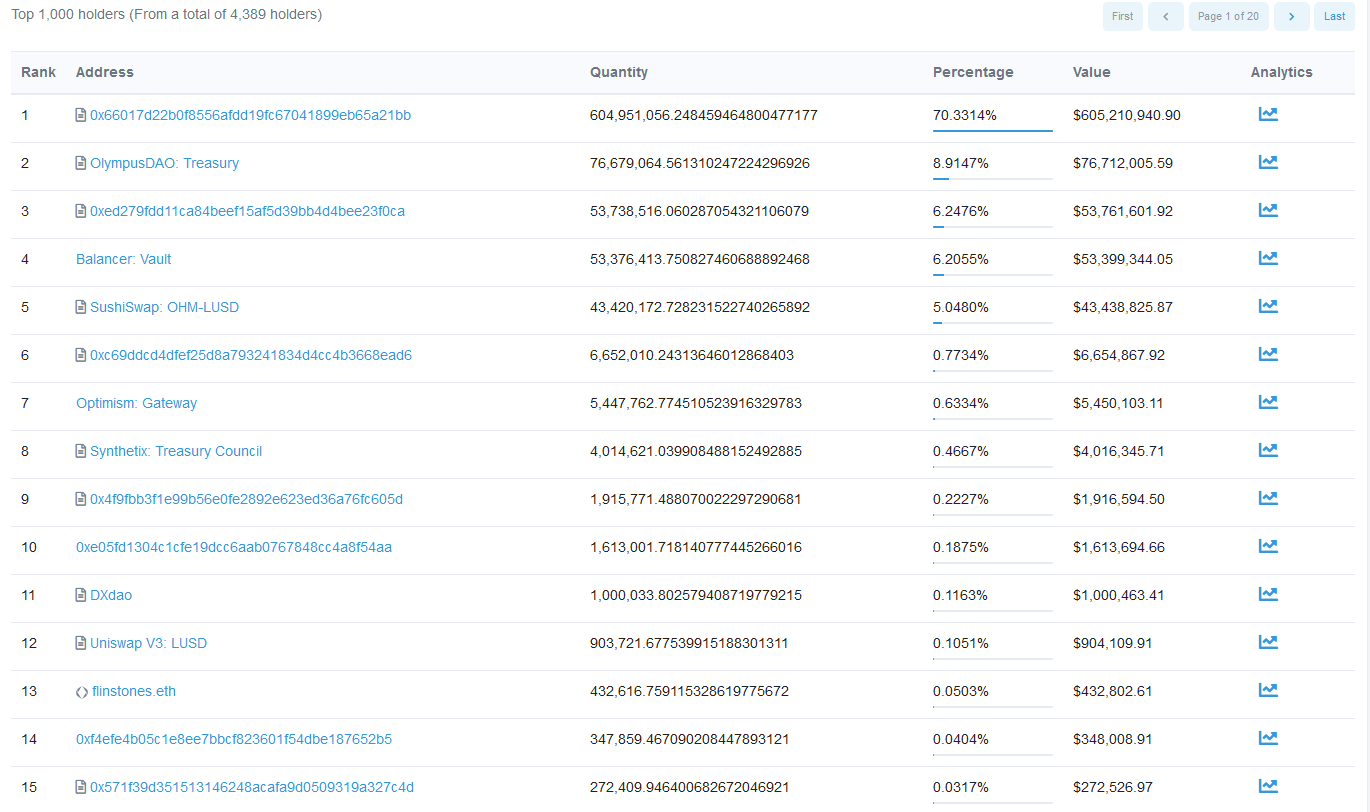 Top 1,000 holders (From a total of 4,389 holders)
First Page 1 of 20 Last
Rank Address Quantity Percentage Value Analytics
1 0x66017d22b0f8556afdd19fc67041899eb65a21bb 604,951,056.248459464800477177 70.3314% $605,210,940.90
2 OlympusDAO: Treasury 76,679,064.561310247224296926 8.9147% $76,712,005.59
3 0xed279fdd11ca84beef15af5d39bb4d4bee23f0ca 53,738,516.060287054321106079 6.2476% $53,761,601.92
4 Balancer: Vault 53,376,413.750827460688892468 6.2055% $53,399,344.05
5 SushiSwap: OHM-LUSD 43,420,172.728231522740265892 5.0480% $43,438,825.87
6 0xc69ddcd4dfef25d8a793241834d4cc4b3668ead6 6,652,010.24313646012868403 0.7734% $6,654,867.92
7 Optimism: Gateway 5,447,762.774510523916329783 0.6334% $5,450,103.11
8 Synthetix: Treasury Council 4,014,621.039908488152492885 0.4667% $4,016,345.71
9 0x4f9fbb3f1e99b56e0fe2892e623ed36a76fc605d 1,915,771.488070022297290681 0.2227% $1,916,594.50
10 0xe05fd1304c1cfe19dcc6aab0767848cc4a8f54aa 1,613,001.718140777445266016 0.1875% $1,613,694.66
11 DXdao 1,000,033.802579408719779215 0.1163% $1,000,463.41
12 Uniswap V3: LUSD 903,721.677539915188301311 0.1051% $904,109.91
13 flinstones.eth 432,616.759115328619775672 0.0503% $432,802.61
14 0xf4efe4b05c1e8ee7bbcf823601f54dbe187652b5 347,859.467090208447893121 0.0404% $348,008.91
15 0x571f39d351513146248acafa9d0509319a327c4d 272,409.946400682672046921 0.0317% $272,526.97